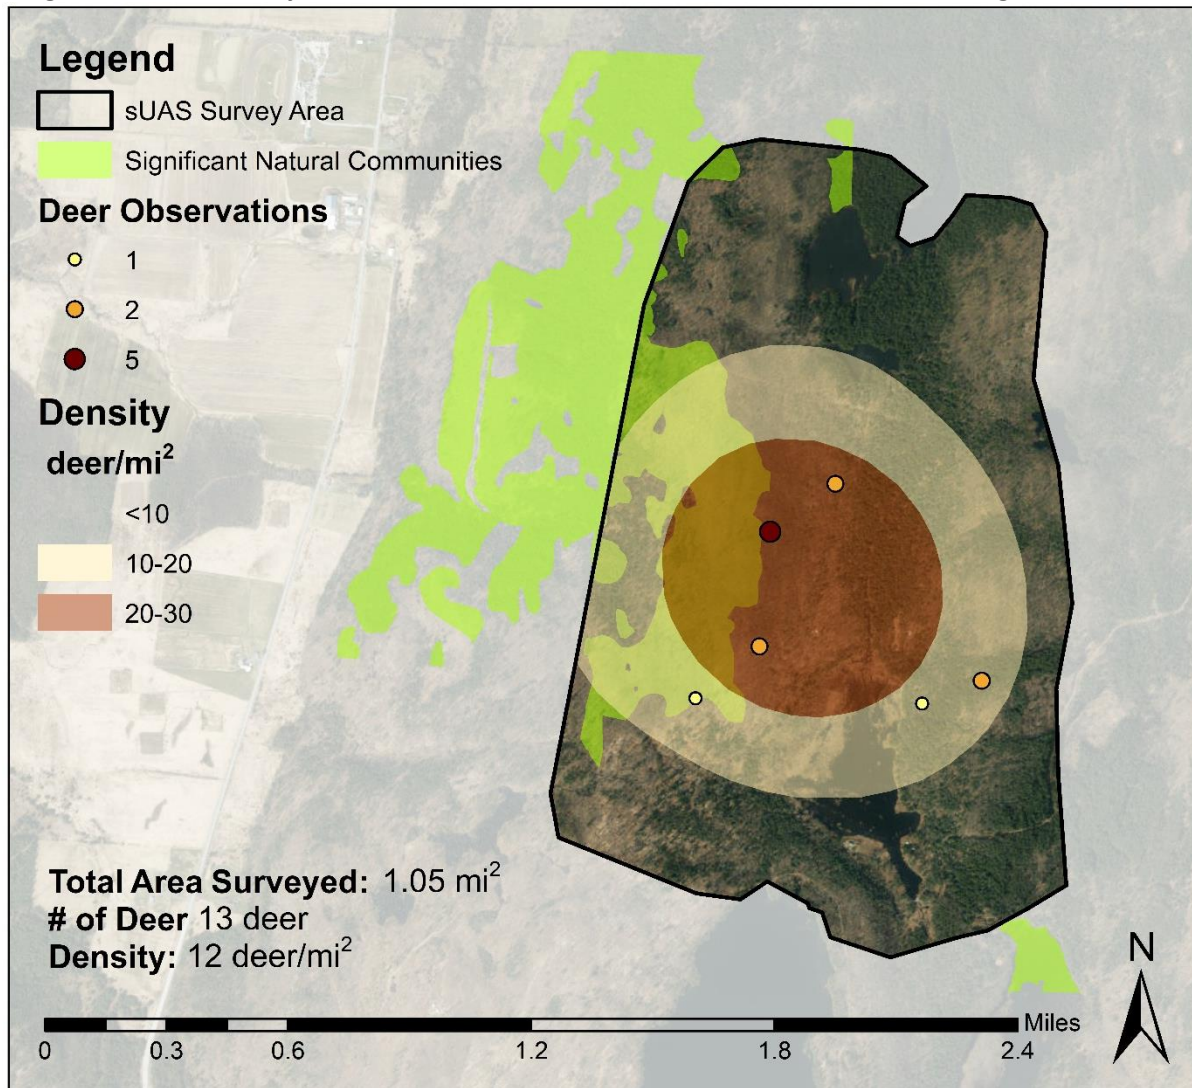 Legend
sUAS Survey Area
Significant Natural Communities
Deer Observations
1
2
5
Density
deer/mi²
<10
10-20
20-30
Total Area Surveyed: 1.05 mi²
# of Deer 13 deer
Density: 12 deer/mi²
N
Miles
0 0.3 0.6 1.2 1.8 2.4